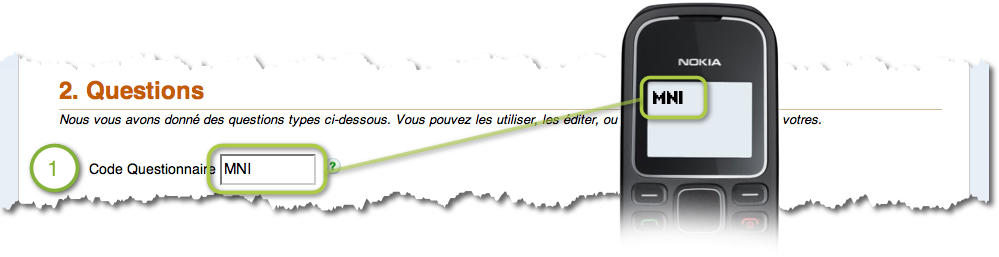 2. Questions
Nous vous avons donné des questions types ci-dessous. Vous pouvez les utiliser, les éditer, ou votres.
1 Code Questionnaire MNI ?
NOKIA
MNI